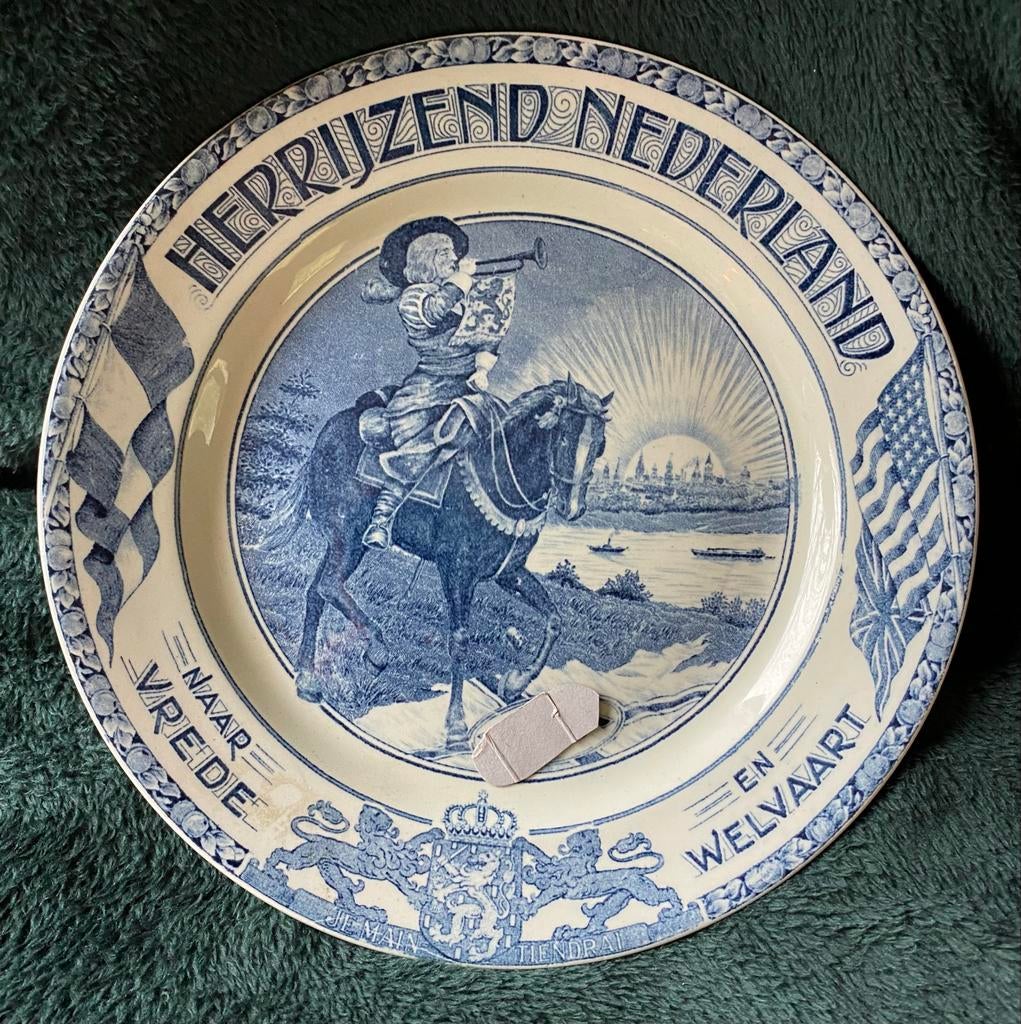 HERRIJZEND NEDERLAND
NAAR
VREDE
EN
WELVAART
JE MAIN TIENDRAI